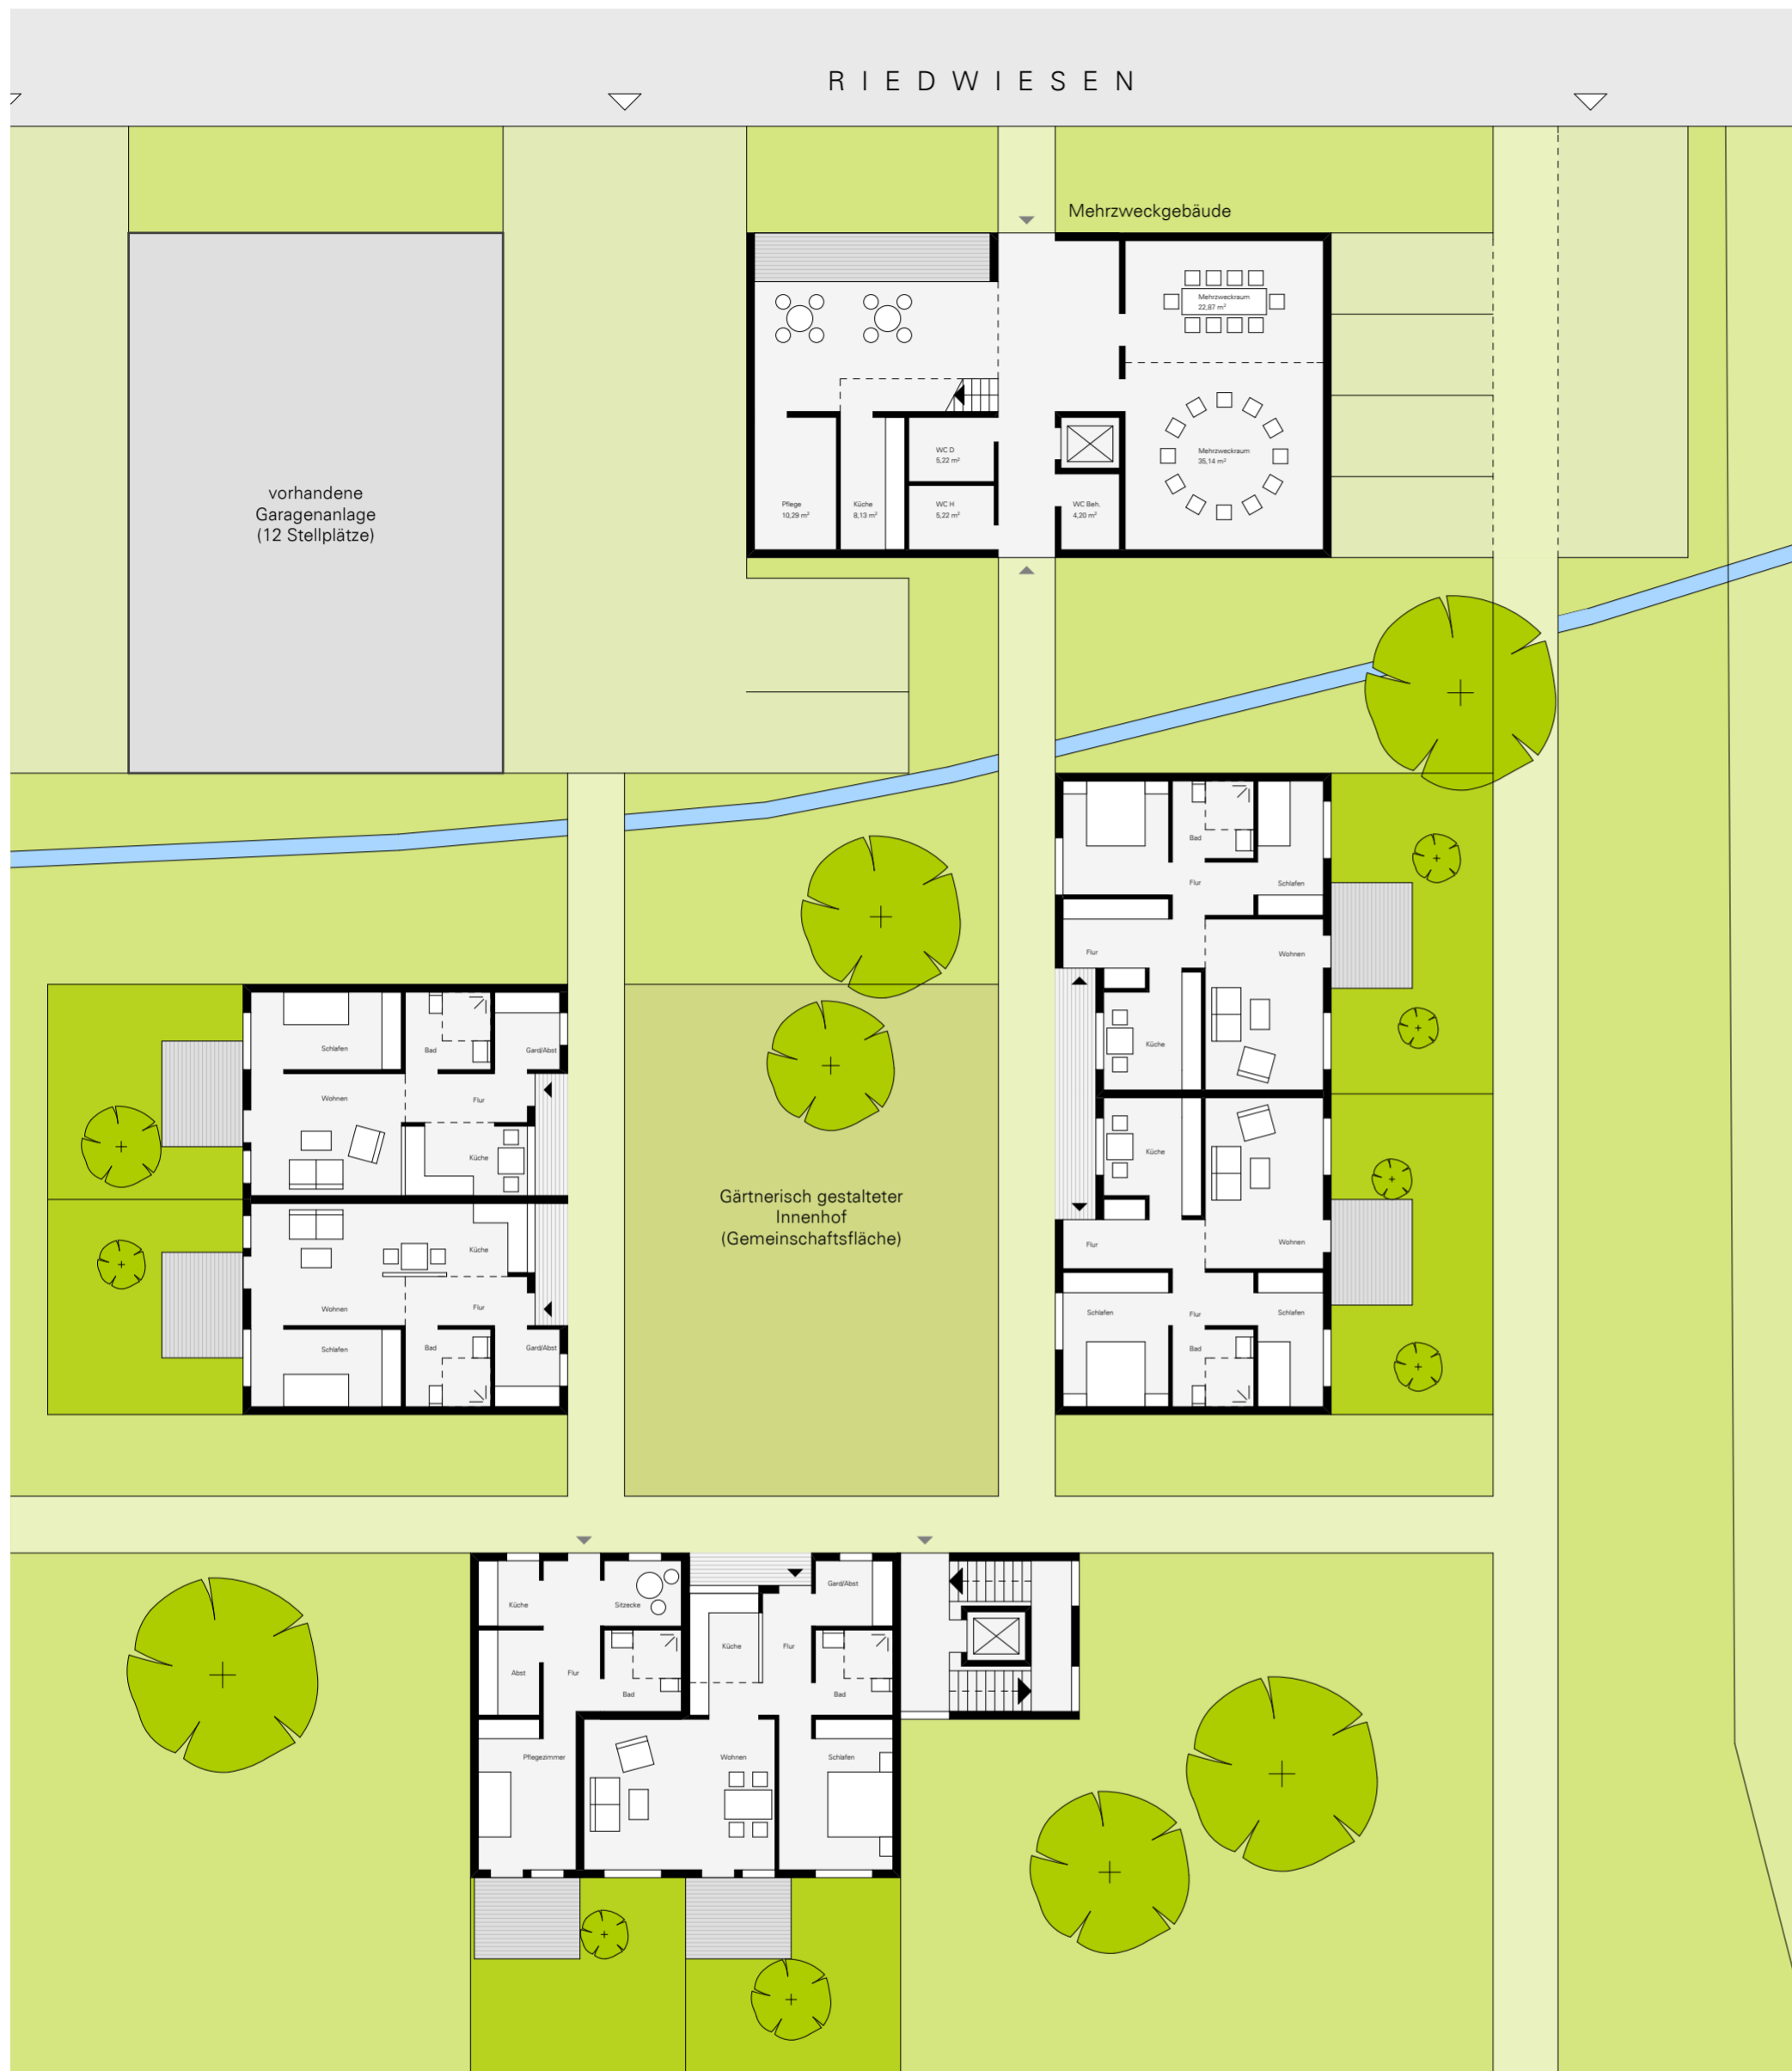 RIEDWIESEN
Mehrzweckgebäude
Mehrzweckraum
22,87 m²
vorhandene
Garagenanlage
(12 Stellplätze)
WC D
5,22 m²
Mehrzweckraum
35,14 m²
Pflege
10,29 m²
Küche
8,13 m²
WC H
5,22 m²
WC Beh.
4,20 m²
Bad
Flur
Schlafen
Flur
Wohnen
Küche
Küche
Flur
Wohnen
Schlafen
Flur
Schlafen
Bad
Schlafen
Bad
Gard/Abst
Wohnen
Flur
Küche
Küche
Wohnen
Flur
Schlafen
Bad
Gard/Abst
Gärtnerisch gestalteter
Innenhof
(Gemeinschaftsfläche)
Küche
Sitzecke
Gard/Abst
Abst
Flur
Bad
Küche
Flur
Bad
Pflegezimmer
Wohnen
Schlafen